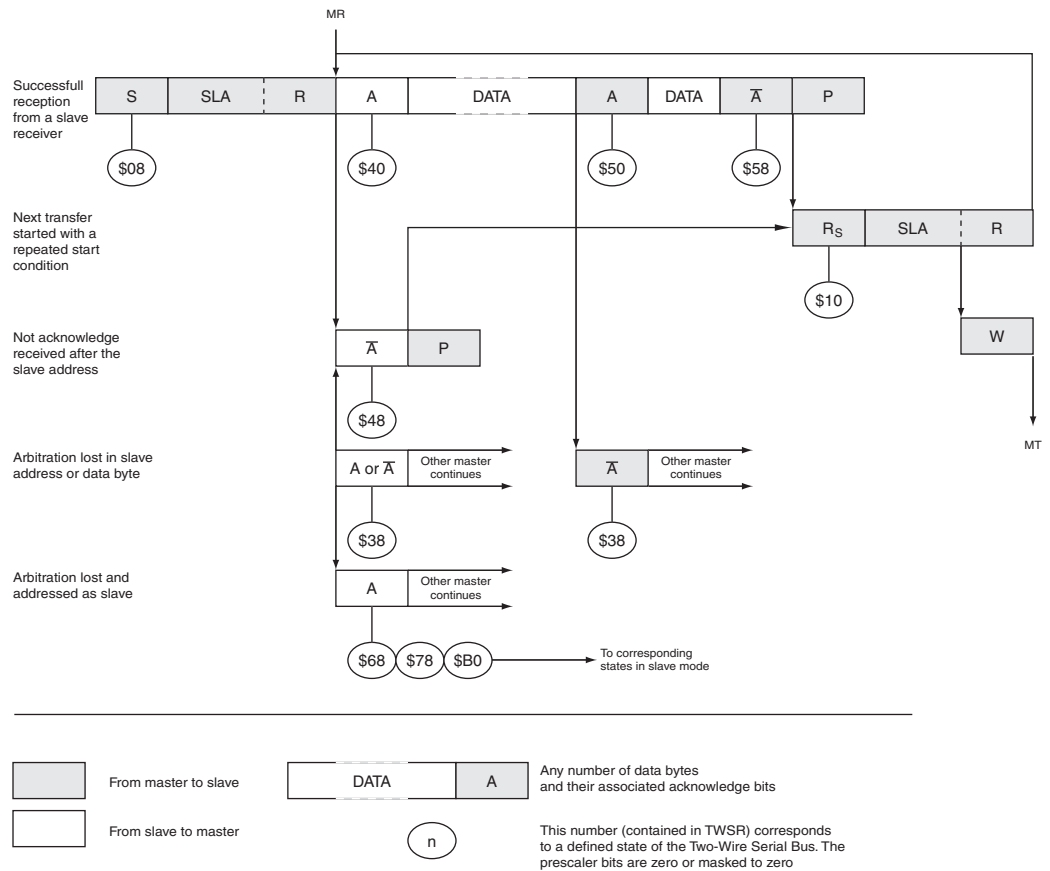 MR
Successfull
reception
from a slave
receiver
S SLA R A DATA A DATA A̅ P
$08 $40 $50 $58
Next transfer
started with a
repeated start
condition
RS SLA R
$10
Not acknowledge
received after the
slave address
A̅ P
W
$48
MT
Arbitration lost in slave
address or data byte
A or A̅
Other master
continues
A̅
Other master
continues
$38 $38
Arbitration lost and
addressed as slave
A
Other master
continues
$68 $78 $B0
To corresponding
states in slave mode
From master to slave
DATA A
Any number of data bytes
and their associated acknowledge bits
From slave to master
n
This number (contained in TWSR) corresponds
to a defined state of the Two-Wire Serial Bus. The
prescaler bits are zero or masked to zero